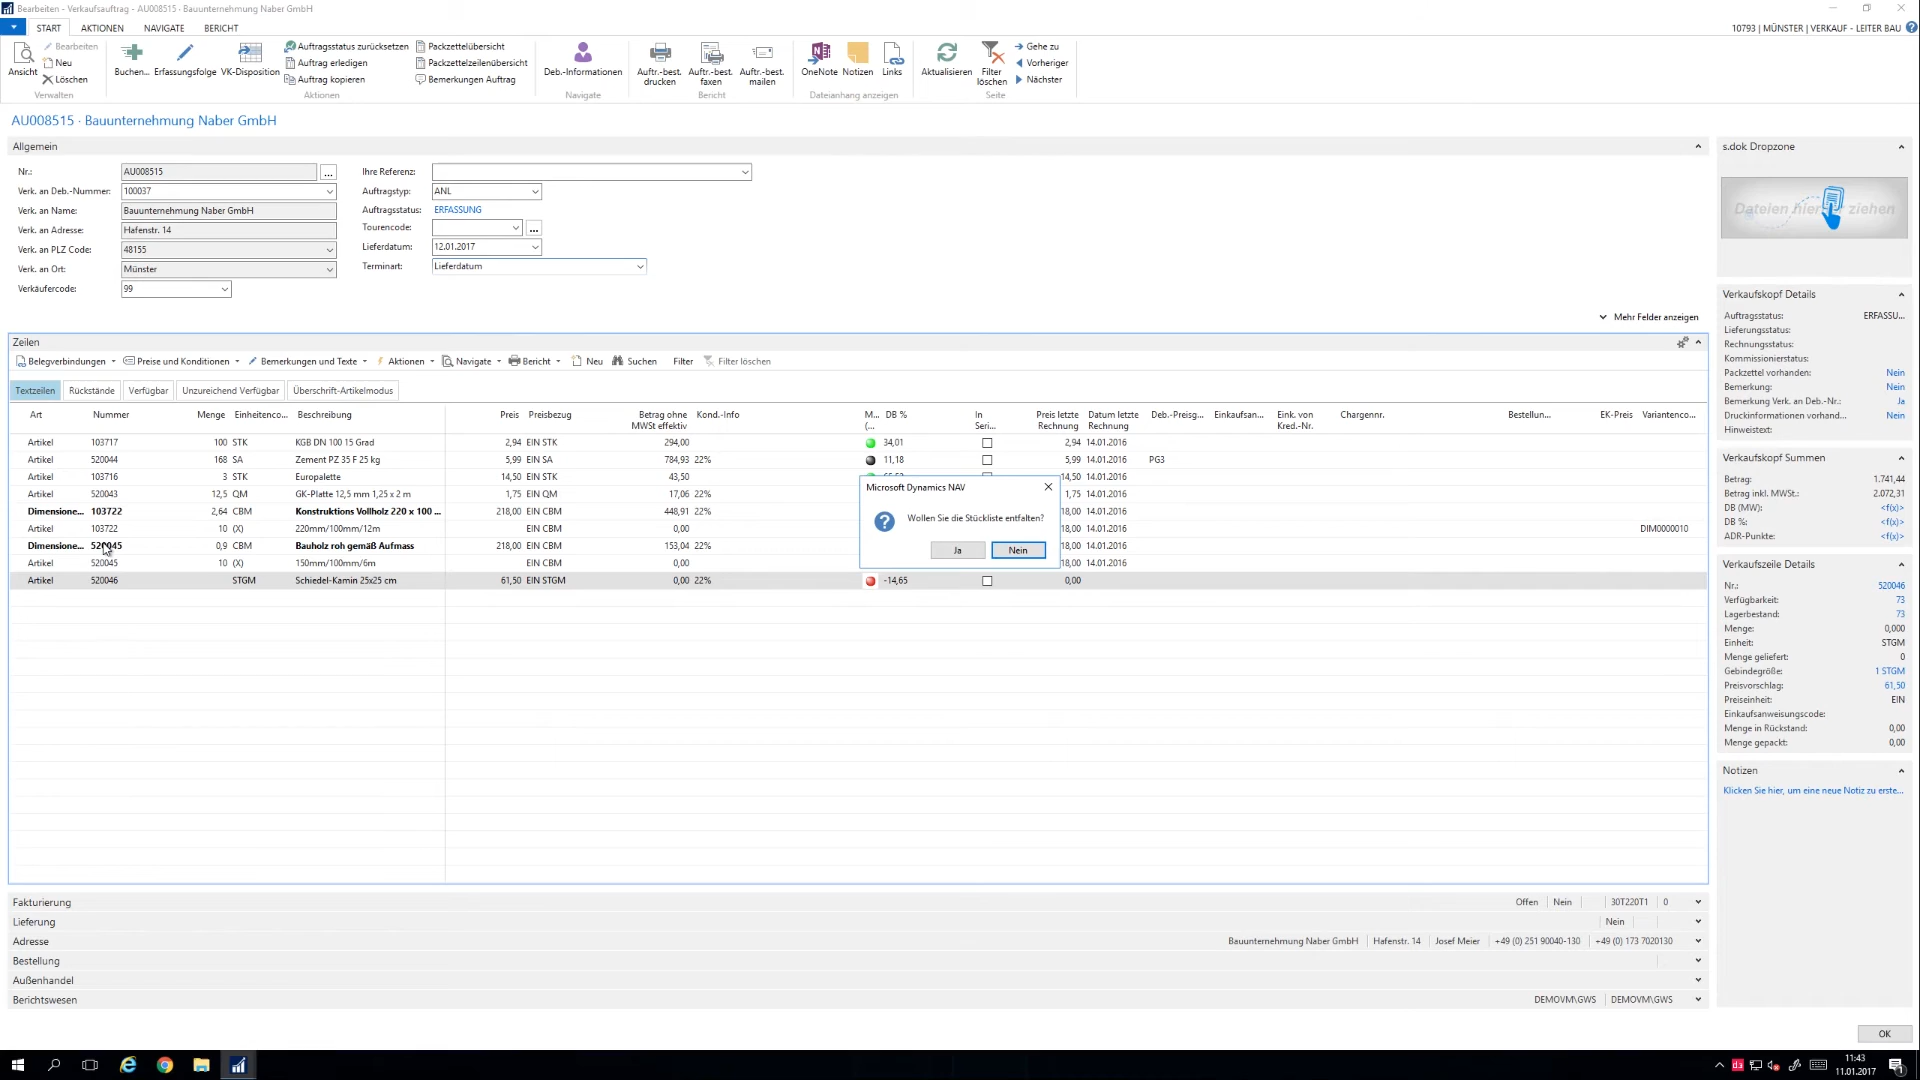 Bearbeiten - Verkaufsauftrag - AU008515 · Bauunternehmung Naber GmbH
START AKTIONEN NAVIGATE BERICHT
10793 | MÜNSTER | VERKAUF - LEITER BAU
Ansicht
Bearbeiten
Neu
Löschen
Verwalten
Buchen...
Erfassungsfolge
VK-Disposition
Auftragsstatus zurücksetzen
Auftrag erledigen
Auftrag kopieren
Packzettelübersicht
Packzettelzeilenübersicht
Bemerkungen Auftrag
Aktionen
Deb.-Informationen
Navigate
Auftr.-best. drucken
Auftr.-best. faxen
Auftr.-best. mailen
Bericht
OneNote
Notizen
Links
Dateianhang anzeigen
Aktualisieren
Filter löschen
Gehe zu
Vorheriger
Nächster
Seite
AU008515 · Bauunternehmung Naber GmbH
Allgemein
Nr.: AU008515 ...
Verk. an Deb.-Nummer: 100037
Verk. an Name: Bauunternehmung Naber GmbH
Verk. an Adresse: Hafenstr. 14
Verk. an PLZ Code: 48155
Verk. an Ort: Münster
Verkäufercode: 99
Ihre Referenz:
Auftragstyp: ANL
Auftragsstatus: ERFASSUNG
Tourencode: ...
Lieferdatum: 12.01.2017
Terminart: Lieferdatum
Mehr Felder anzeigen
Zeilen
Belegverbindungen Preise und Konditionen Bemerkungen und Texte Aktionen Navigate Bericht Neu Suchen Filter Filter löschen
Textzeilen Rückstände Verfügbar Unzureichend Verfügbar Überschrift-Artikelmodus
Art Nummer Menge Einheitenco... Beschreibung Preis Preisbezug Betrag ohne MWSt effektiv Kond.-Info M... (... DB % In Seri... Preis letzte Rechnung Datum letzte Rechnung Deb.-Preisg... Einkaufsan... Eink. von Kred.-Nr. Chargennr. Bestellun... EK-Preis Variantenco...
Artikel 103717 100 STK KGB DN 100 15 Grad 2,94 EIN STK 294,00 34,01 2,94 14.01.2016
Artikel 520044 168 SA Zement PZ 35 F 25 kg 5,99 EIN SA 784,93 22% 11,18 5,99 14.01.2016 PG3
Artikel 103716 3 STK Europalette 14,50 EIN STK 43,50 14,50 14.01.2016
Artikel 520043 12,5 QM GK-Platte 12,5 mm 1,25 x 2 m 1,75 EIN QM 17,06 22% 1,75 14.01.2016
Dimensione... 103722 2,64 CBM Konstruktions Vollholz 220 x 100 ... 218,00 EIN CBM 448,91 22% 18,00 14.01.2016
Artikel 103722 10 (X) 220mm/100mm/12m EIN CBM 0,00 18,00 14.01.2016 DIM0000010
Dimensione... 520045 0,9 CBM Bauholz roh gemäß Aufmass 218,00 EIN CBM 153,04 22% 18,00 14.01.2016
Artikel 520045 10 (X) 150mm/100mm/6m EIN CBM 0,00 18,00 14.01.2016
Artikel 520046 STGM Schiedel-Kamin 25x25 cm 61,50 EIN STGM 0,00 22% -14,65 0,00
Microsoft Dynamics NAV
Wollen Sie die Stückliste entfalten?
Ja Nein
Fakturierung Offen Nein 30T220T1 0
Lieferung Nein
Adresse Bauunternehmung Naber GmbH Hafenstr. 14 Josef Meier +49 (0) 251 90040-130 +49 (0) 173 7020130
Bestellung
Außenhandel
Berichtswesen DEMOVM\GWS DEMOVM\GWS
s.dok Dropzone
Dateien hierher ziehen
Verkaufskopf Details
Auftragsstatus: ERFASSU...
Lieferungsstatus:
Rechnungsstatus:
Kommissionierstatus:
Packzettel vorhanden: Nein
Bemerkung: Nein
Bemerkung Verk. an Deb.-Nr.: Ja
Druckinformationen vorhand... Nein
Hinweistext:
Verkaufskopf Summen
Betrag: 1.741,44
Betrag inkl. MWSt.: 2.072,31
DB (MW): <f(x)>
DB %: <f(x)>
ADR-Punkte: <f(x)>
Verkaufszeile Details
Nr.: 520046
Verfügbarkeit: 73
Lagerbestand: 73
Menge: 0,000
Einheit: STGM
Menge geliefert: 0
Gebindegröße: 1 STGM
Preisvorschlag: 61,50
Preiseinheit: EIN
Einkaufsanweisungscode:
Menge in Rückstand: 0,00
Menge gepackt: 0,00
Notizen
Klicken Sie hier, um eine neue Notiz zu erste...
OK
11:43
11.01.2017